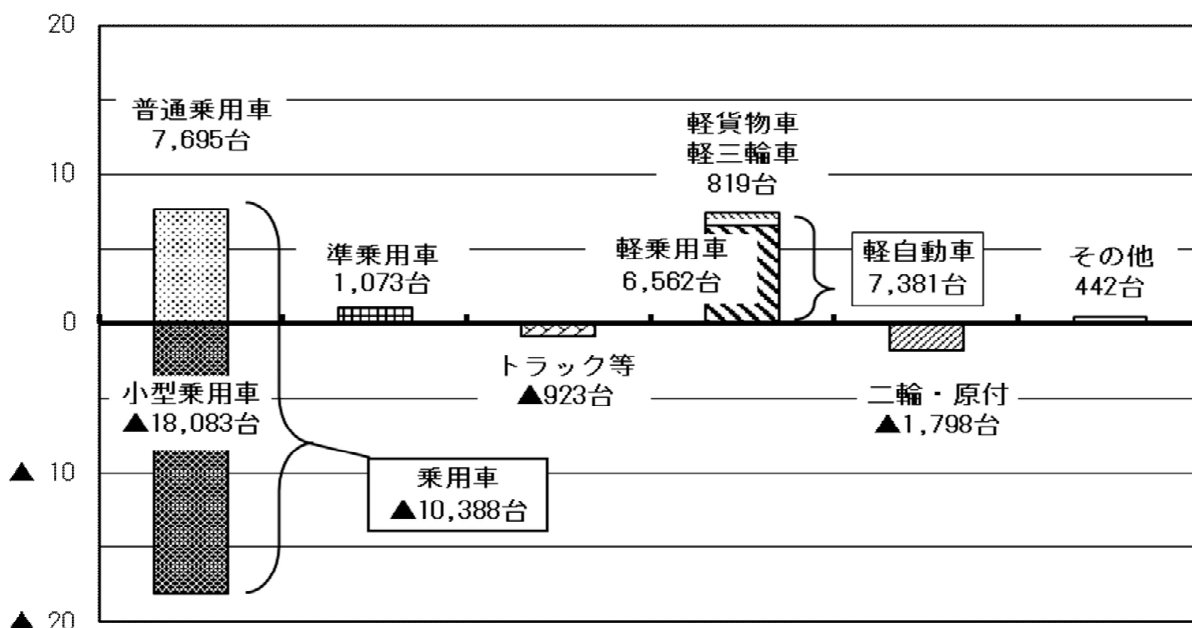 20
普通乗用車
7,695台
軽貨物車
軽三輪車
819台
10
準乗用車
1,073台
軽乗用車
6,562台
軽自動車
7,381台
その他
442台
0
小型乗用車
▲18,083台
トラック等
▲923台
二輪・原付
▲1,798台
▲ 10
乗用車
▲10,388台
▲ 20